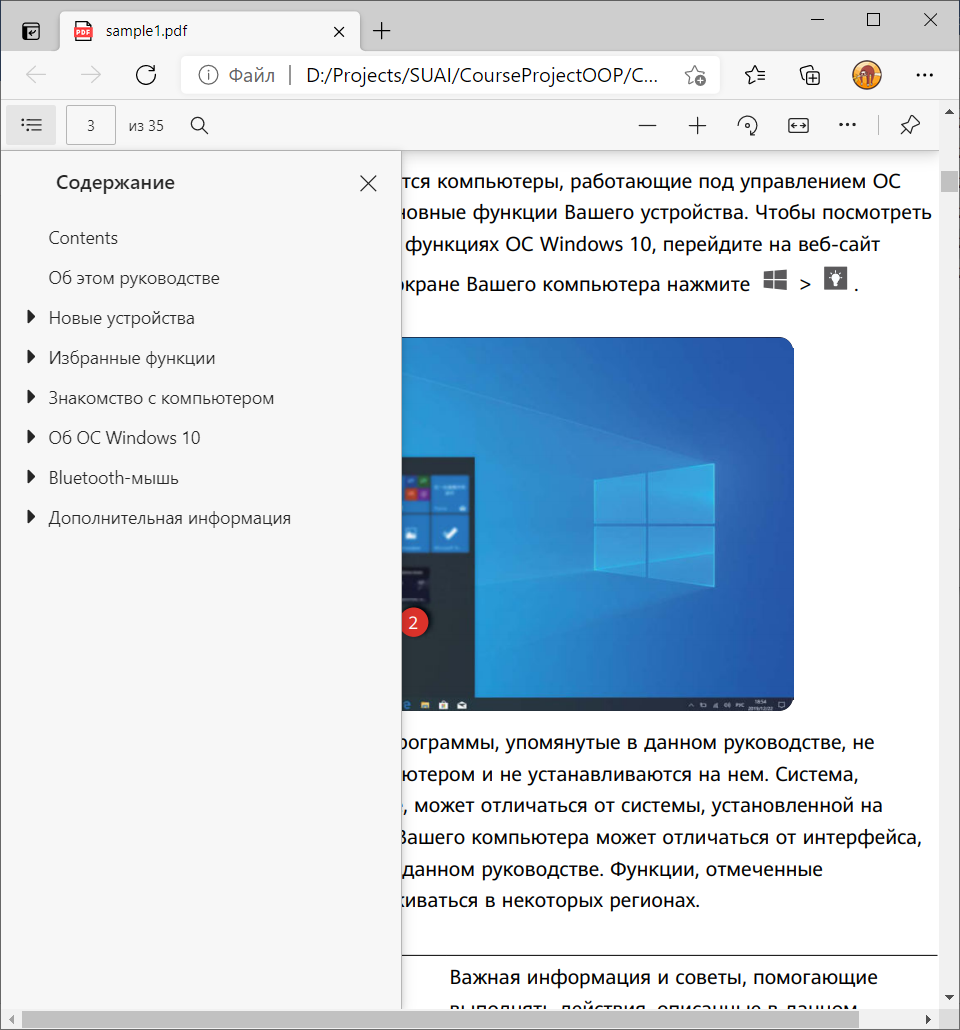 sample1.pdf
Файл
D:/Projects/SUAI/CourseProjectOOP/C...
3
из 35
Содержание
Contents
Об этом руководстве
Новые устройства
Избранные функции
Знакомство с компьютером
Об ОС Windows 10
Bluetooth-мышь
Дополнительная информация
тся компьютеры, работающие под управлением ОС
новные функции Вашего устройства. Чтобы посмотреть
функциях ОС Windows 10, перейдите на веб-сайт
экране Вашего компьютера нажмите > .
2
рограммы, упомянутые в данном руководстве, не
ютером и не устанавливаются на нем. Система,
, может отличаться от системы, установленной на
Вашего компьютера может отличаться от интерфейса,
данном руководстве. Функции, отмеченные
киваться в некоторых регионах.
Важная информация и советы, помогающие
выполнять действия, описанные в данном